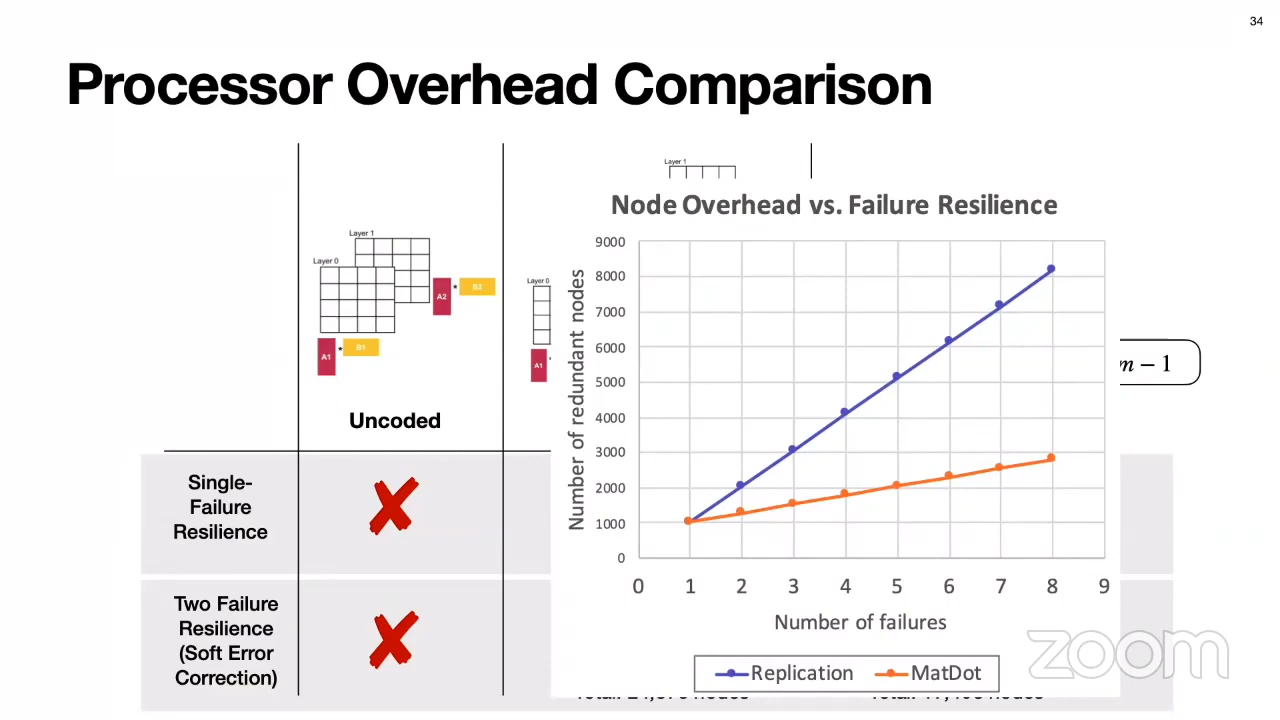 34
Processor Overhead Comparison
Layer 1
Layer 0
A2 * B2
A1 * B1
Uncoded
Layer 1
Layer 0
A1
m − 1
Single-
Failure
Resilience
Two Failure
Resilience
(Soft Error
Correction)
Node Overhead vs. Failure Resilience
Number of redundant nodes
9000
8000
7000
6000
5000
4000
3000
2000
1000
0
0 1 2 3 4 5 6 7 8 9
Number of failures
Replication MatDot
zoom